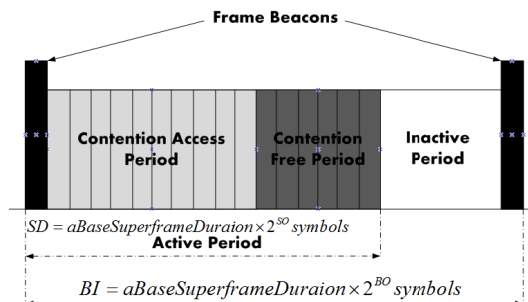 Frame Beacons
Contention Access
Period
Contention
Free Period
Inactive
Period
SD = aBaseSuperframeDuraion × 2^SO symbols
Active Period
BI = aBaseSuperframeDuraion × 2^BO symbols